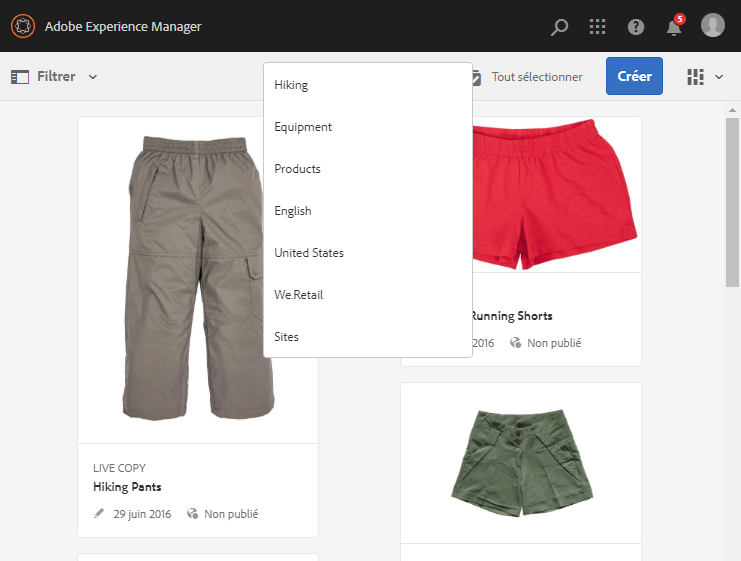 Adobe Experience Manager
5
Filtrer
Tout sélectionner
Créer
Hiking
Equipment
Products
English
United States
We.Retail
Sites
Running Shorts
2016
Non publié
LIVE COPY
Hiking Pants
29 juin 2016
Non publié